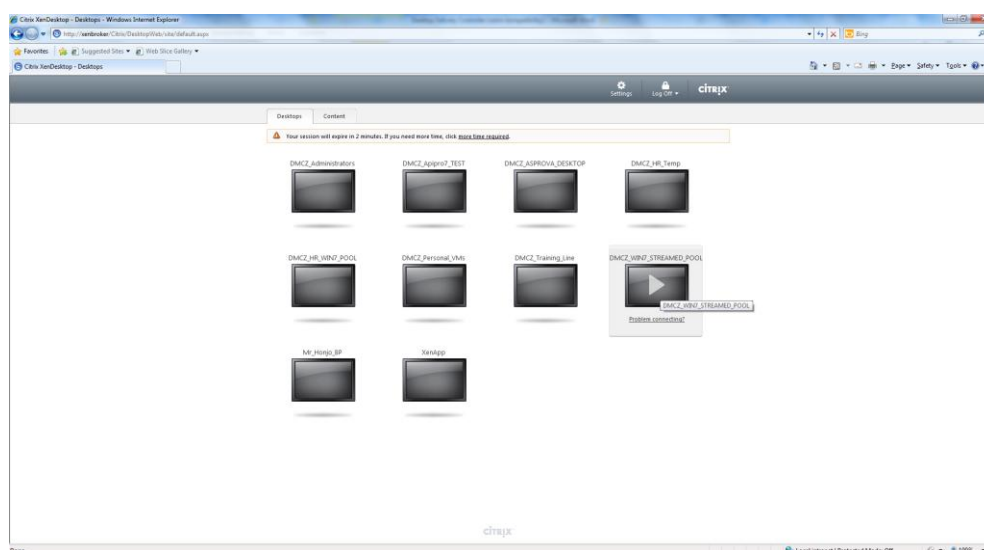 Citrix XenDesktop - Desktops - Windows Internet Explorer
http://xenbroker/Citrix/DesktopWeb/site/default.aspx
Bing
Favorites Suggested Sites Web Slice Gallery
Citrix XenDesktop - Desktops
Page Safety Tools
Settings Log Off CITRIX
Desktops Content
Your session will expire in 2 minutes. If you need more time, click more time required.
DMCZ_Administrators DMCZ_Apipro7_TEST DMCZ_ASPROVA_DESKTOP DMCZ_HR_Temp
DMCZ_HR_WIN7_POOL DMCZ_Personal_VMs DMCZ_Training_Line DMCZ_WIN7_STREAMED_POOL
DMCZ_WIN7_STREAMED_POOL
Problem connecting?
Mr_Honjo_BP XenApp
CITRIX